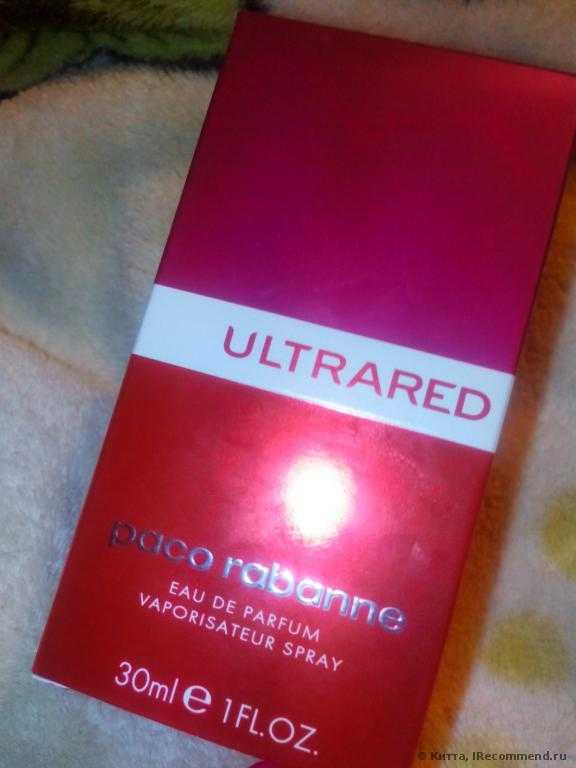 ULTRARED
paco rabanne
EAU DE PARFUM
VAPORISATEUR SPRAY
30ml e 1FL.OZ.
© Китта, IRecommend.ru